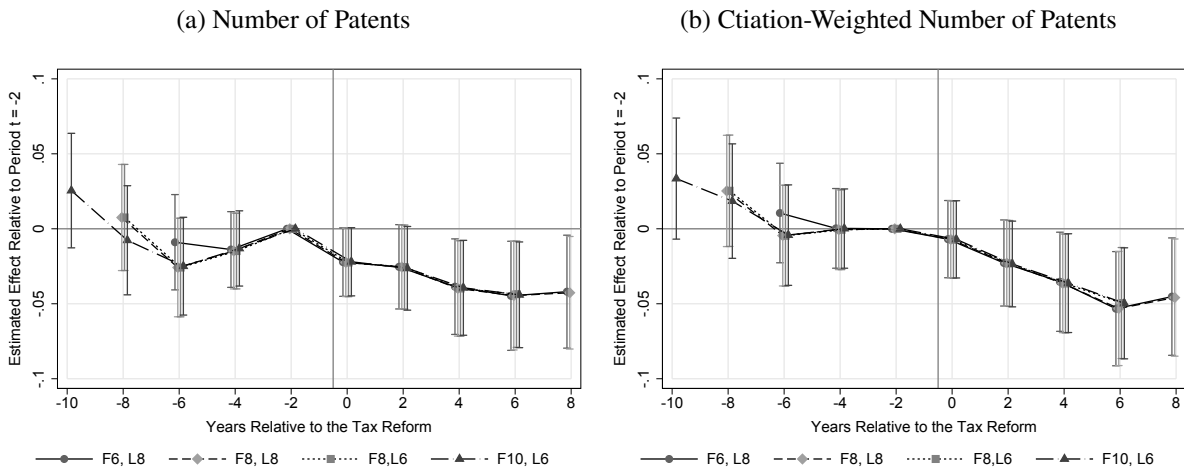 (a) Number of Patents
Estimated Effect Relative to Period t = -2
.1
.05
0
-.05
-.1
-10 -8 -6 -4 -2 0 2 4 6 8
Years Relative to the Tax Reform
F6, L8 F8, L8 F8,L6 F10, L6
(b) Ctiation-Weighted Number of Patents
Estimated Effect Relative to Period t = -2
.1
.05
0
-.05
-.1
-10 -8 -6 -4 -2 0 2 4 6 8
Years Relative to the Tax Reform
F6, L8 F8, L8 F8,L6 F10, L6